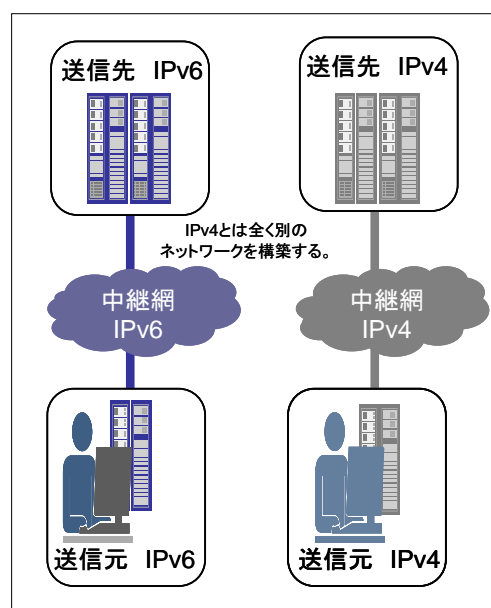 送信先 IPv6
送信先 IPv4
IPv4とは全く別の
ネットワークを構築する。
中継網
IPv6
中継網
IPv4
送信元 IPv6
送信元 IPv4